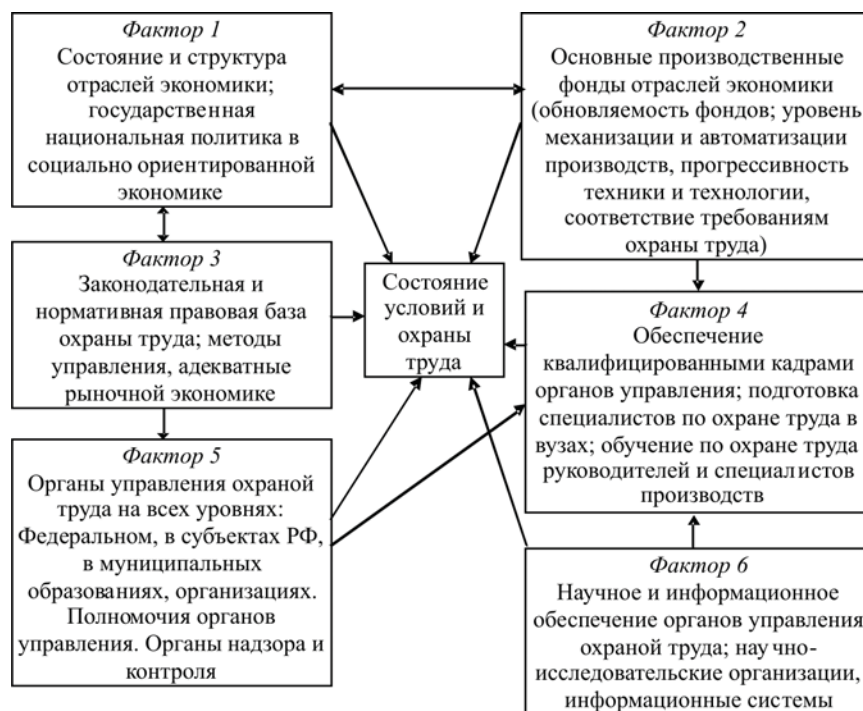 Фактор 1
Состояние и структура
отраслей экономики;
государственная
национальная политика в
социально ориентированной
экономике
Фактор 2
Основные производственные
фонды отраслей экономики
(обновляемость фондов; уровень
механизации и автоматизации
производств, прогрессивность
техники и технологии,
соответствие требованиям
охраны труда)
Фактор 3
Законодательная и
нормативная правовая база
охраны труда; методы
управления, адекватные
рыночной экономике
Состояние
условий и
охраны
труда
Фактор 4
Обеспечение
квалифицированными кадрами
органов управления; подготовка
специалистов по охране труда в
вузах; обучение по охране труда
руководителей и специалистов
производств
Фактор 5
Органы управления охраной
труда на всех уровнях:
Федеральном, в субъектах РФ,
в муниципальных
образованиях, организациях.
Полномочия органов
управления. Органы надзора и
контроля
Фактор 6
Научное и информационное
обеспечение органов управления
охраной труда; научно-
исследовательские организации,
информационные системы